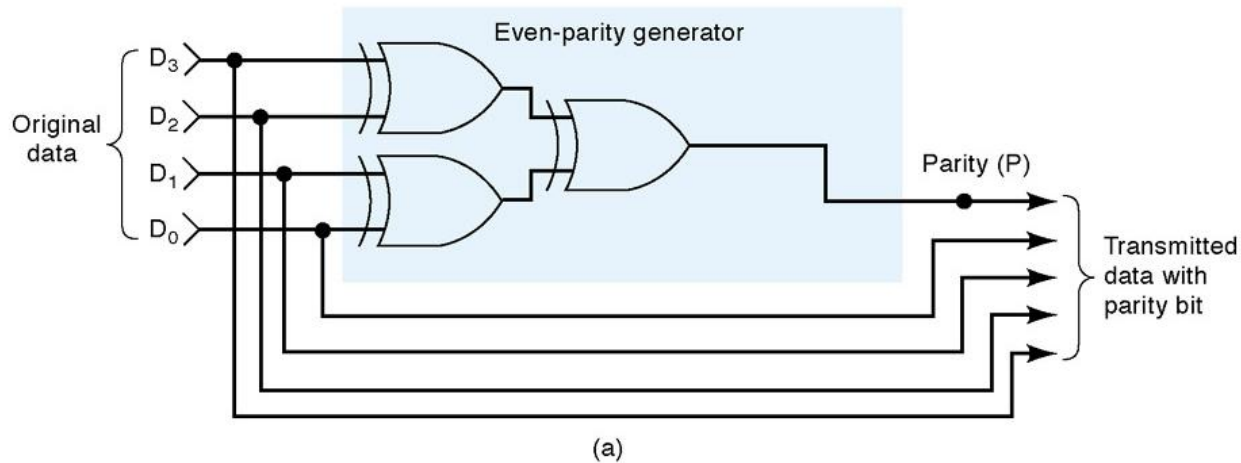 Even-parity generator
Original
data
D₃
D₂
D₁
D₀
Parity (P)
Transmitted
data with
parity bit
(a)